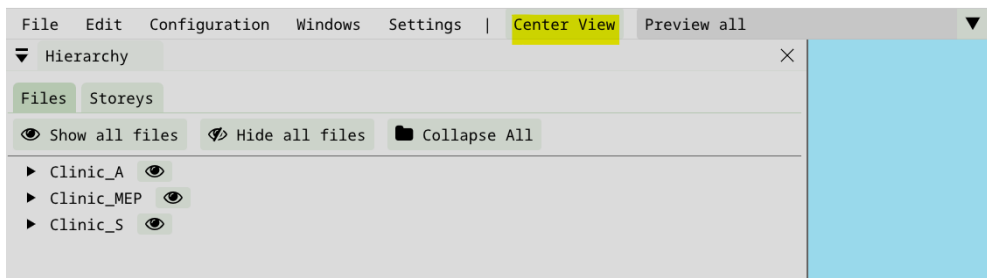 File Edit Configuration Windows Settings | Center View Preview all
Hierarchy
Files Storeys
Show all files Hide all files Collapse All
Clinic_A
Clinic_MEP
Clinic_S